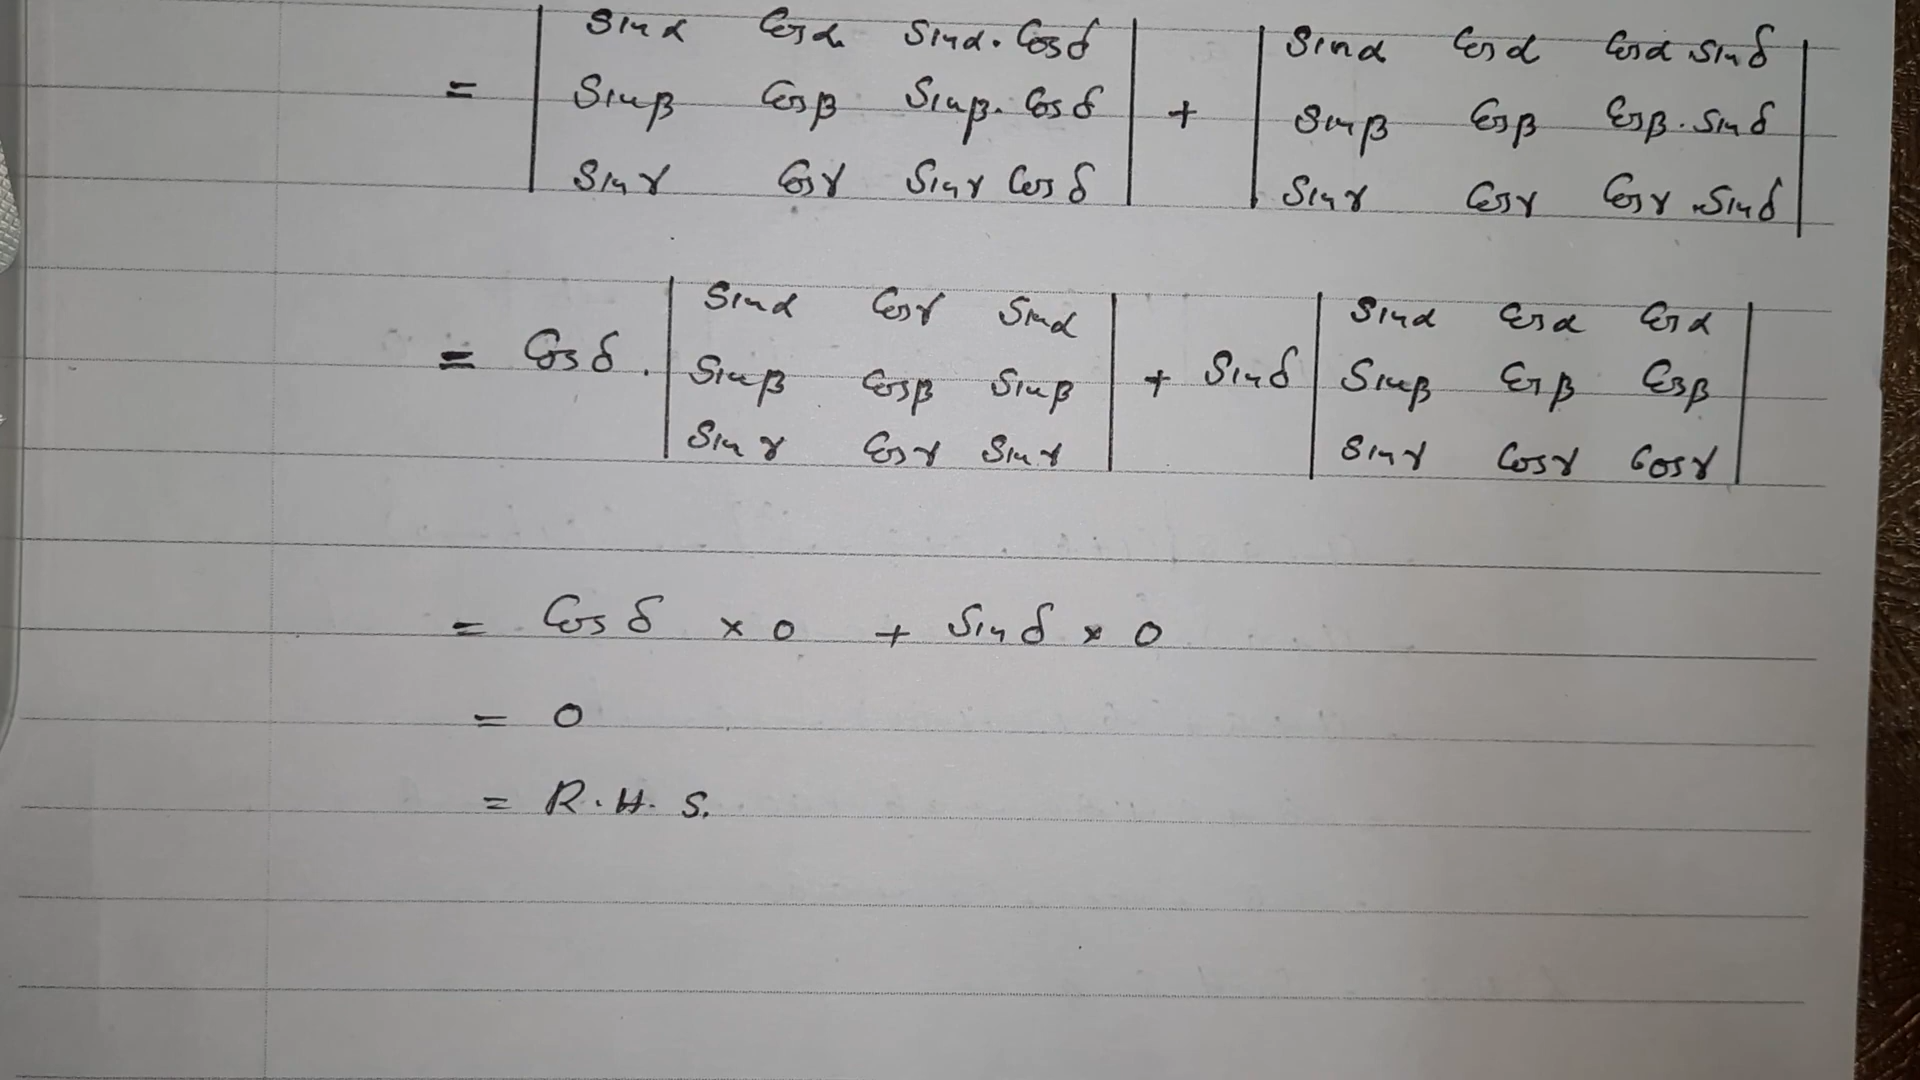 | Sinα Cosα Sinα.Cosδ | | Sinα Cosα Cosα Sinδ |
= | Sinβ Cosβ Sinβ.Cosδ | + | Sinβ Cosβ Cosβ.Sinδ |
| Sinγ Cosγ Sinγ Cosδ | | Sinγ Cosγ Cosγ.Sinδ |
| Sinα Cosγ Sinα | | Sinα Cosα Cosα |
= Cosδ . | Sinβ Cosβ Sinβ | + Sinδ | Sinβ Cosβ Cosβ |
| Sinγ Cosγ Sinγ | | Sinγ Cosγ Cosγ |
= Cosδ × 0 + Sinδ × 0
= 0
= R.H.S.